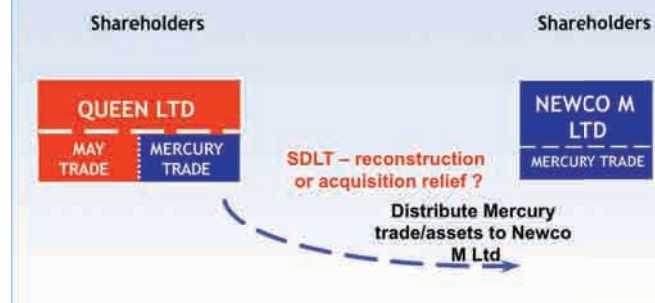 Shareholders
Shareholders
QUEEN LTD
MAY
TRADE
MERCURY
TRADE
NEWCO M
LTD
MERCURY TRADE
SDLT – reconstruction
or acquisition relief ?
Distribute Mercury
trade/assets to Newco
M Ltd